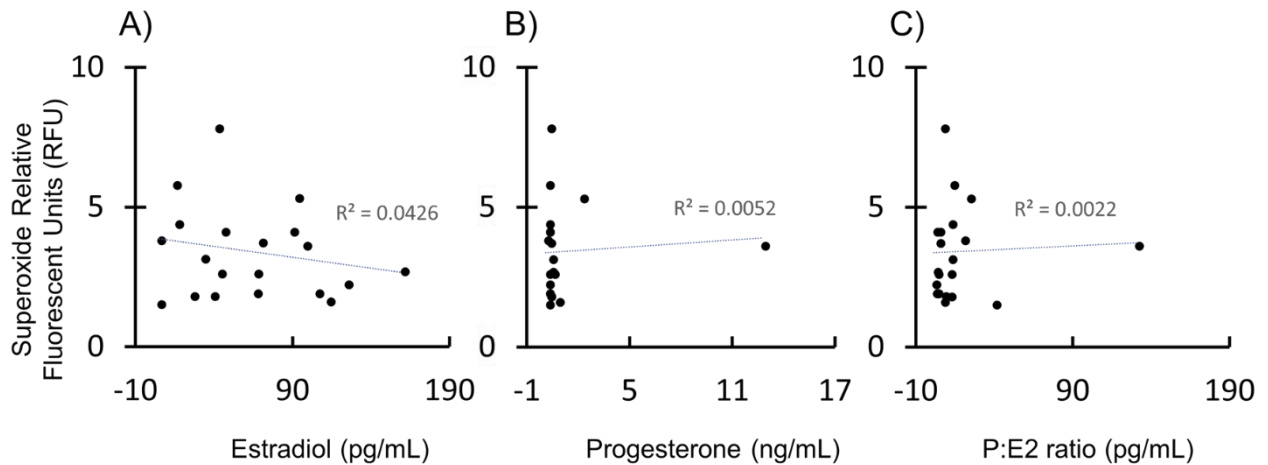 A)
B)
C)
Superoxide Relative
Fluorescent Units (RFU)
10
5
0
-10
90
190
R² = 0.0426
Estradiol (pg/mL)
10
5
0
-1
5
11
17
R² = 0.0052
Progesterone (ng/mL)
10
5
0
-10
90
190
R² = 0.0022
P:E2 ratio (pg/mL)